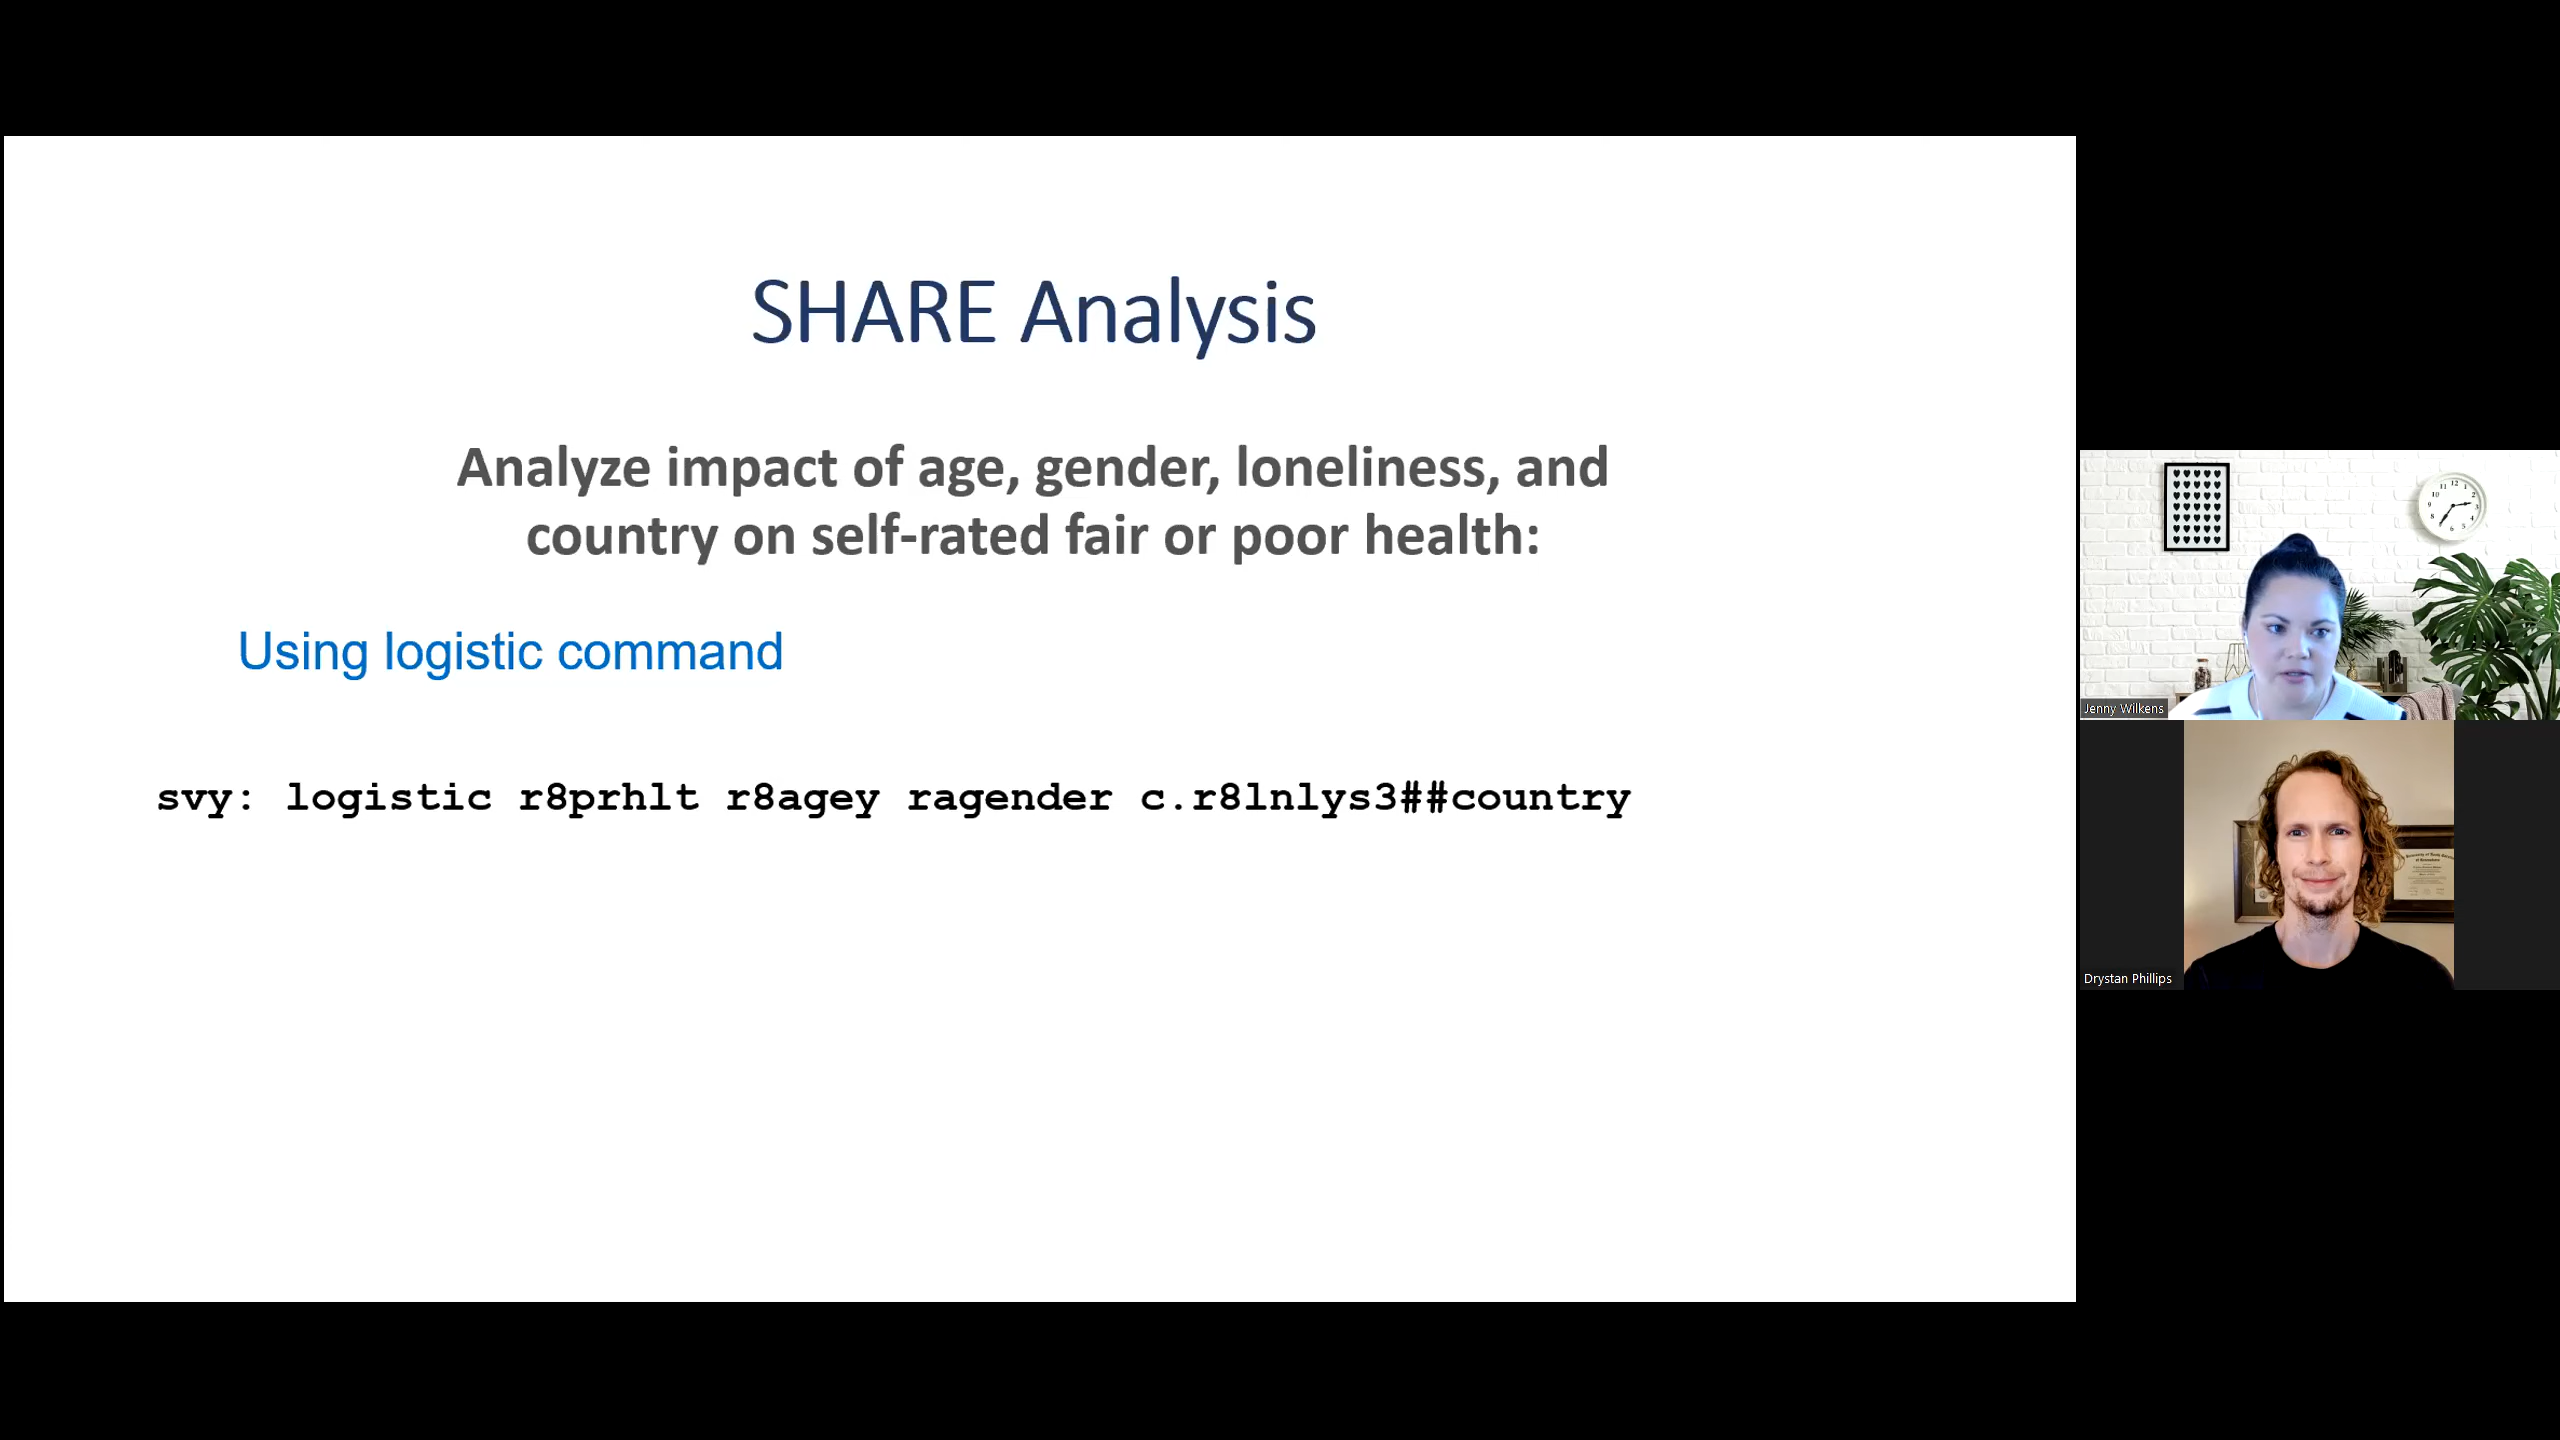 SHARE Analysis
Analyze impact of age, gender, loneliness, and
country on self-rated fair or poor health:
Using logistic command
svy: logistic r8prhlt r8agey ragender c.r8lnlys3##country
Jenny Wilkens
Drystan Phillips